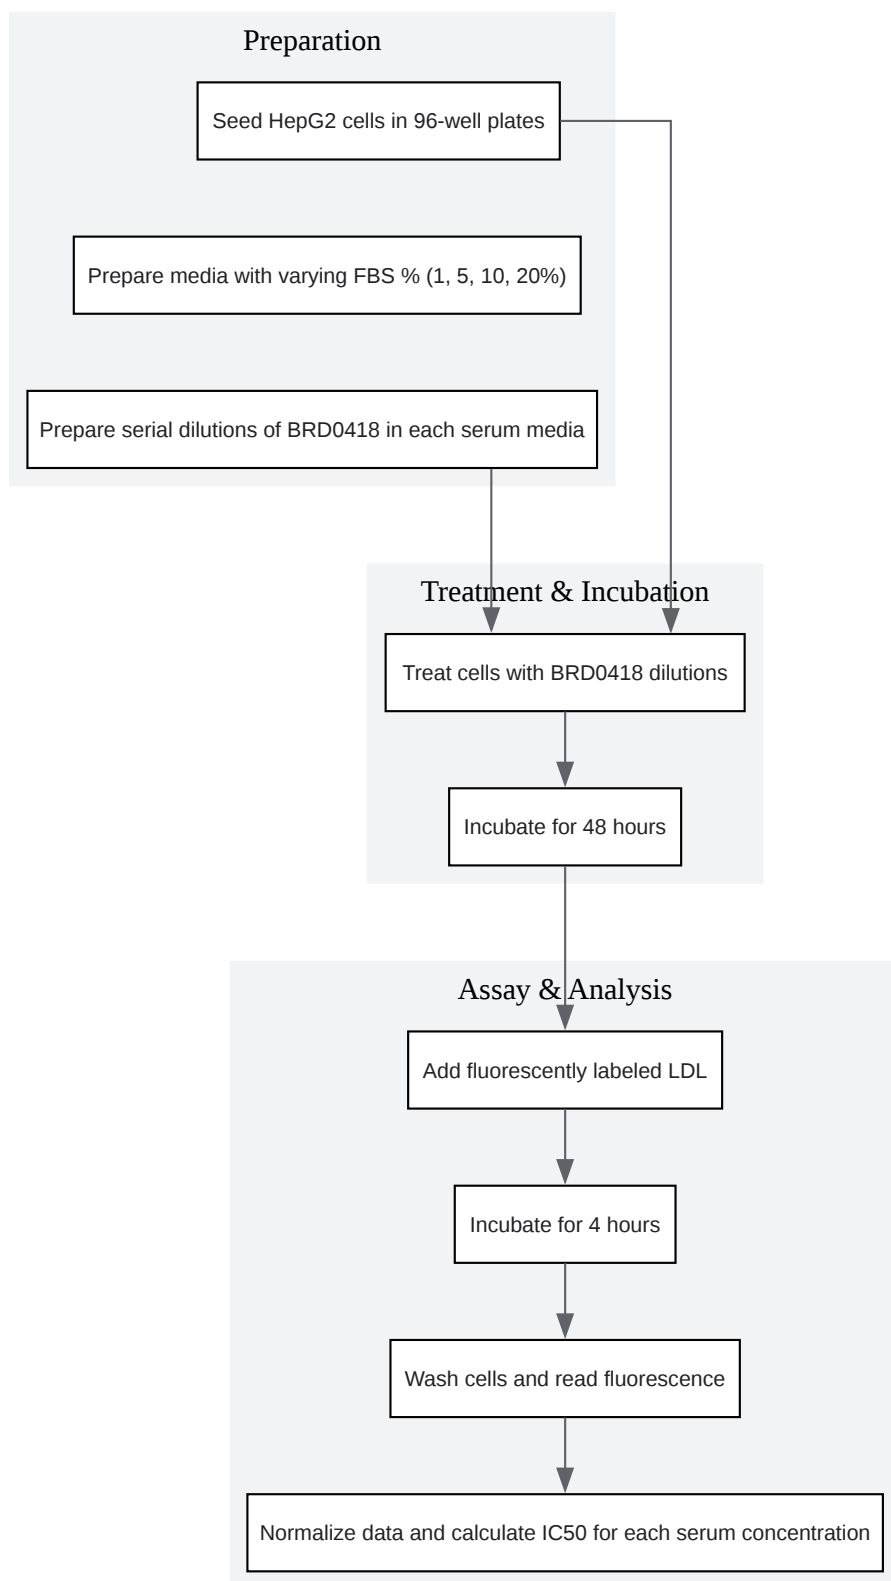 Preparation
Seed HepG2 cells in 96-well plates
Prepare media with varying FBS % (1, 5, 10, 20%)
Prepare serial dilutions of BRD0418 in each serum media
Treatment & Incubation
Treat cells with BRD0418 dilutions
Incubate for 48 hours
Assay & Analysis
Add fluorescently labeled LDL
Incubate for 4 hours
Wash cells and read fluorescence
Normalize data and calculate IC50 for each serum concentration